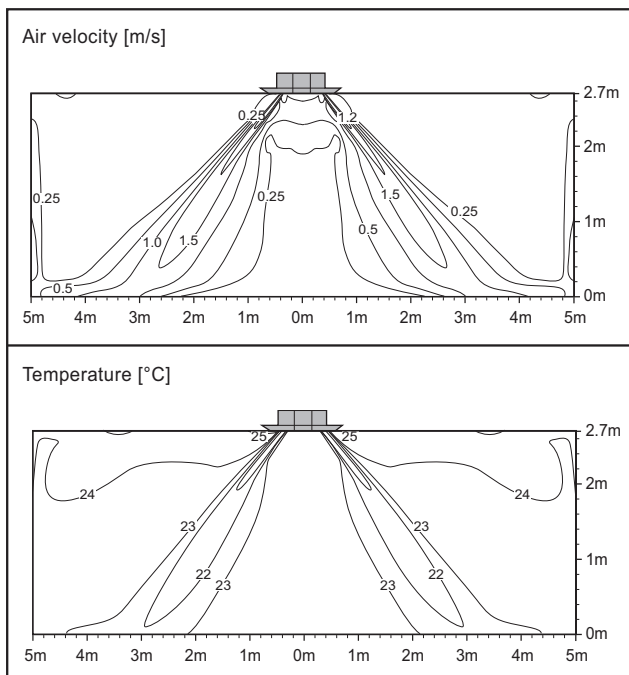 Air velocity [m/s]
2.7m
0.25 1.2
2m
0.25 0.25 0.25 1.5 0.25
1.0 1.5 0.5 1m
0.5
0m
5m 4m 3m 2m 1m 0m 1m 2m 3m 4m 5m
Temperature [°C]
25 25 2.7m
24 24 2m
23 23
22 22 1m
23 23
0m
5m 4m 3m 2m 1m 0m 1m 2m 3m 4m 5m